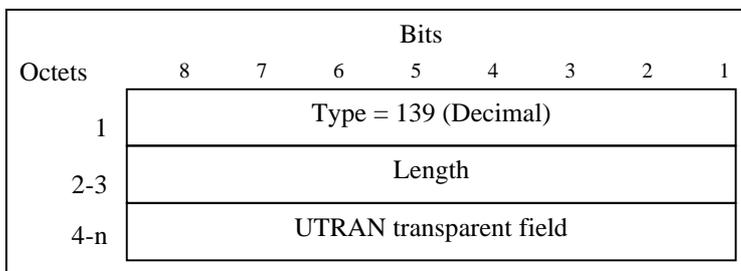 Bits
Octets 8 7 6 5 4 3 2 1
1 Type = 139 (Decimal)
2-3 Length
4-n UTRAN transparent field